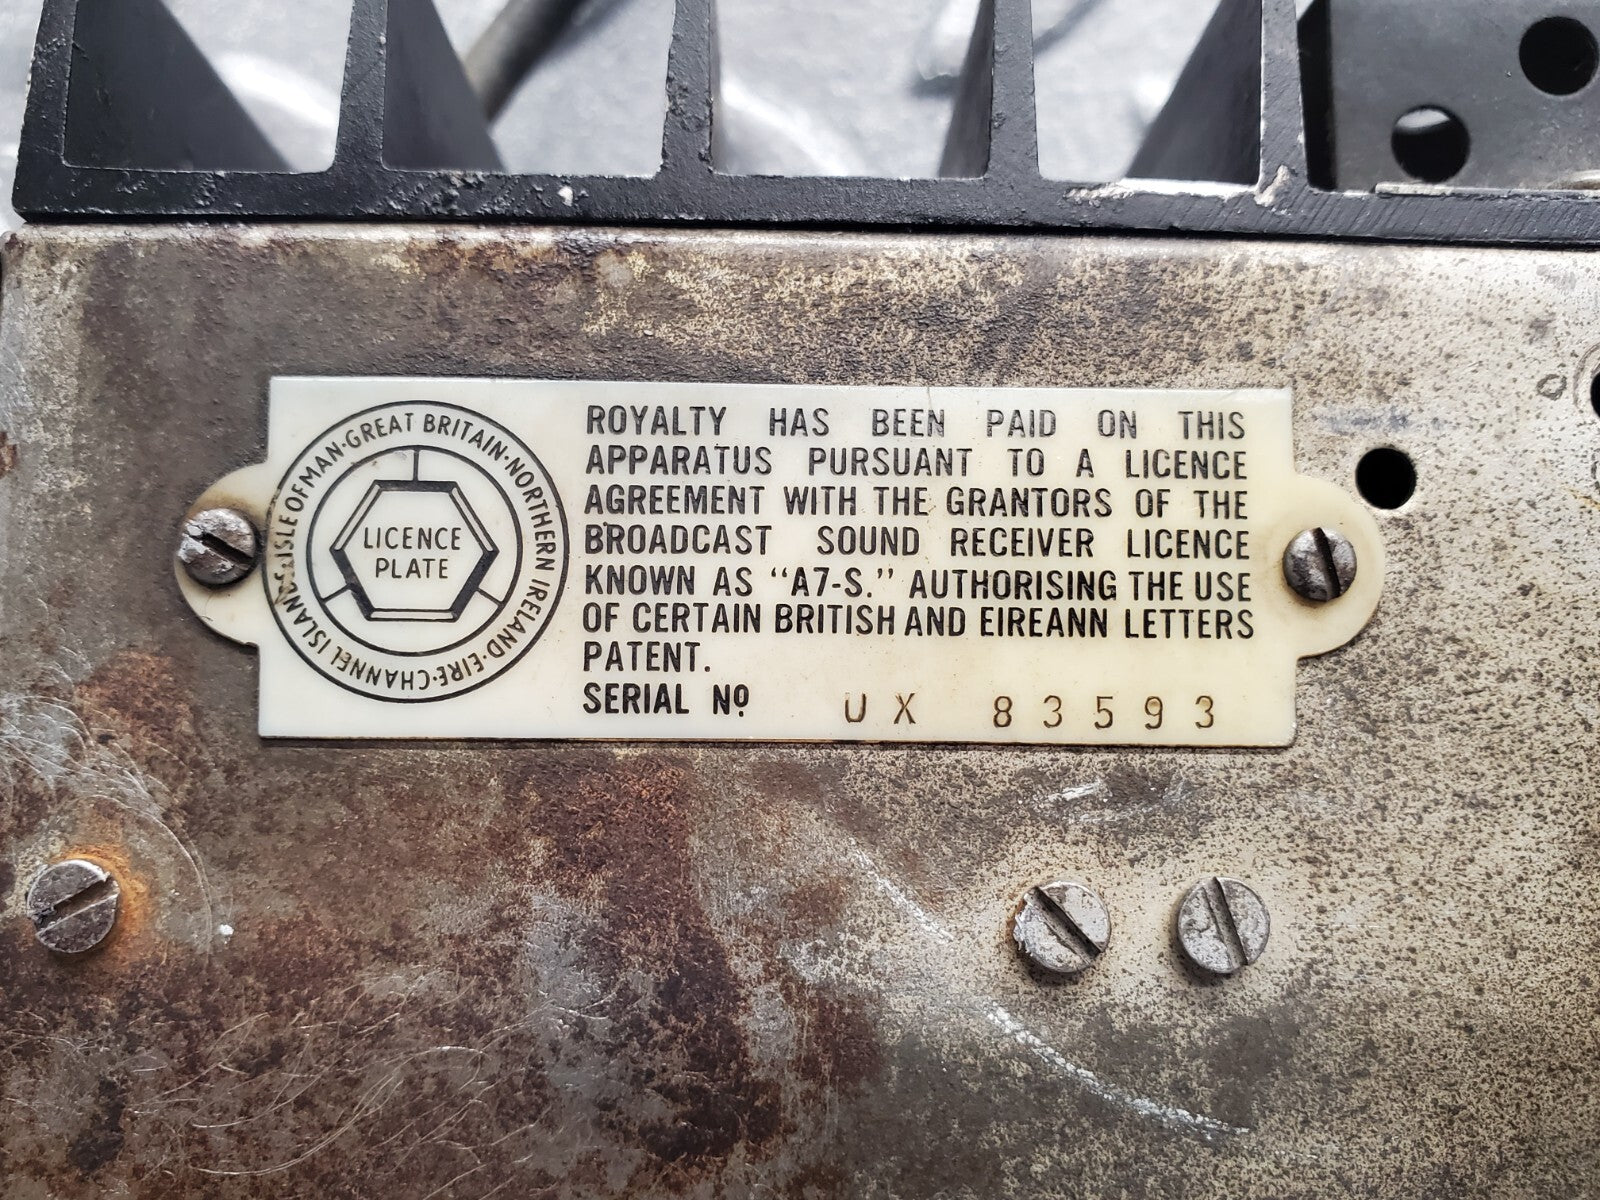 ISLE OF MAN·GREAT BRITAIN·NORTHERN IRELAND·EIRE·CHANNEL ISLANDS·
LICENCE
PLATE
ROYALTY HAS BEEN PAID ON THIS
APPARATUS PURSUANT TO A LICENCE
AGREEMENT WITH THE GRANTORS OF THE
BROADCAST SOUND RECEIVER LICENCE
KNOWN AS "A7-S." AUTHORISING THE USE
OF CERTAIN BRITISH AND EIREANN LETTERS
PATENT.
SERIAL Nº UX 83593